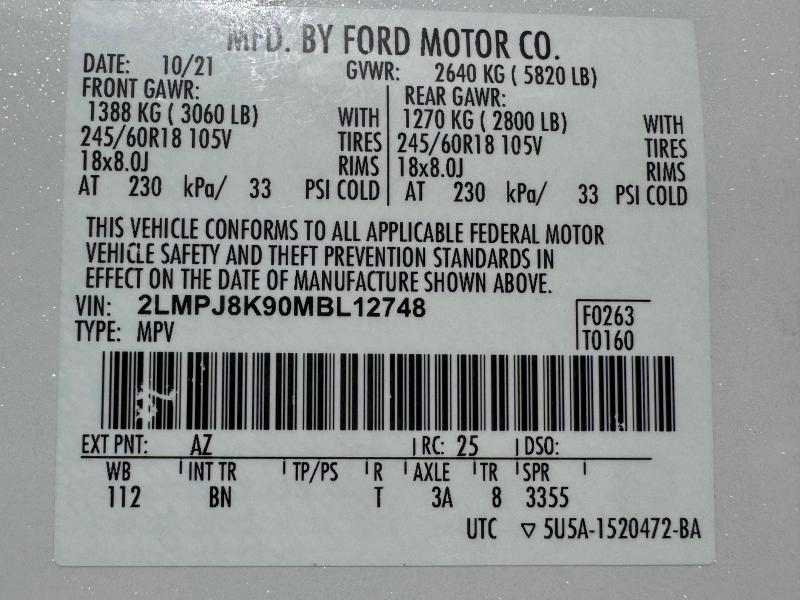 MFD. BY FORD MOTOR CO.
DATE: 10/21 GVWR: 2640 KG ( 5820 LB)
FRONT GAWR: REAR GAWR:
1388 KG ( 3060 LB) WITH 1270 KG ( 2800 LB) WITH
245/60R18 105V TIRES 245/60R18 105V TIRES
18x8.0J RIMS 18x8.0J RIMS
AT 230 kPa/ 33 PSI COLD AT 230 kPa/ 33 PSI COLD
THIS VEHICLE CONFORMS TO ALL APPLICABLE FEDERAL MOTOR
VEHICLE SAFETY AND THEFT PREVENTION STANDARDS IN
EFFECT ON THE DATE OF MANUFACTURE SHOWN ABOVE.
VIN: 2LMPJ8K90MBL12748 F0263
TYPE: MPV T0160
EXT PNT: AZ RC: 25 DSO:
WB INT TR TP/PS R AXLE TR SPR
112 BN T 3A 8 3355
UTC ▽ 5U5A-1520472-BA